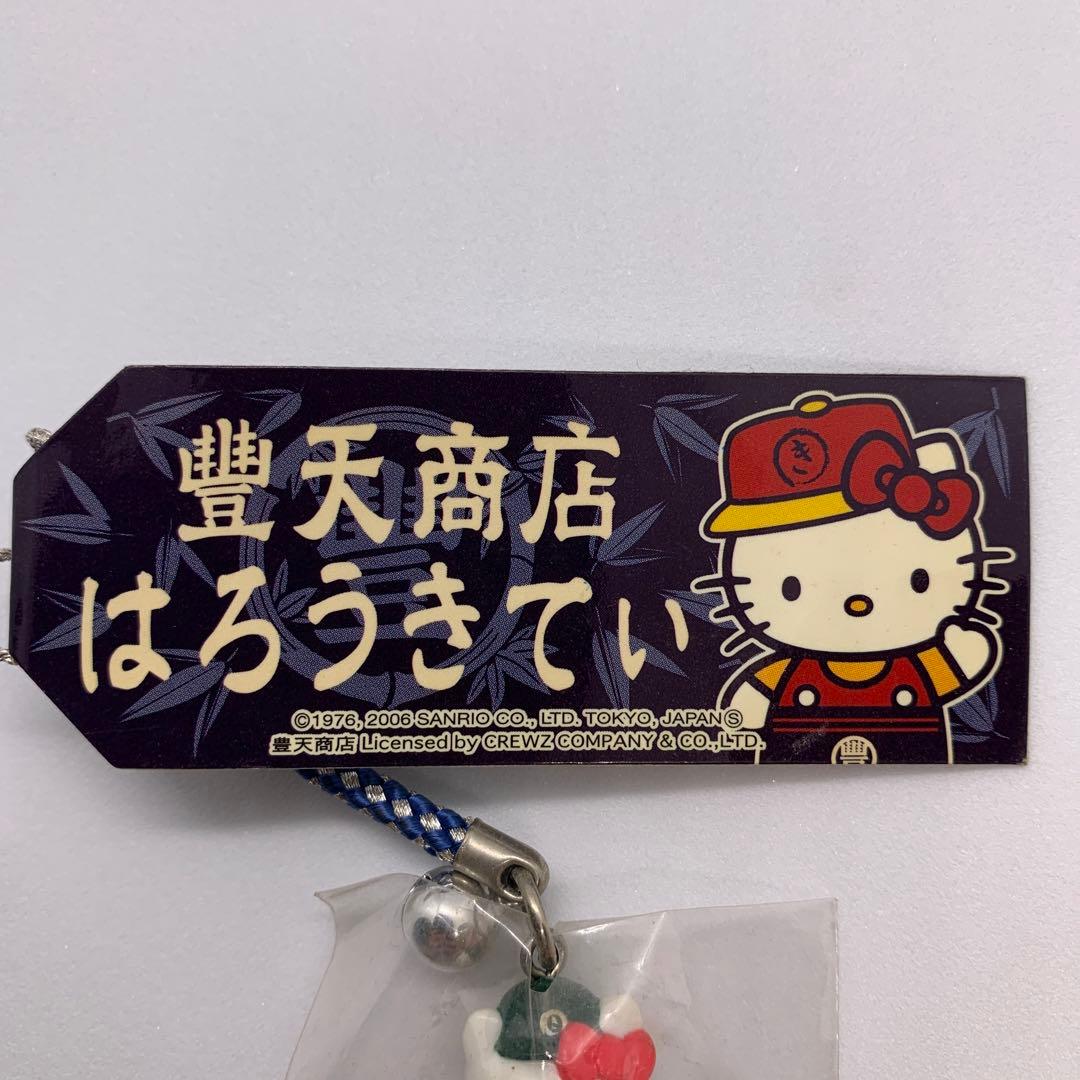 豊天商店
はろうきてぃ
©1976, 2006 SANRIO CO., LTD. TOKYO, JAPAN Ⓢ
豊天商店 Licensed by CREWZ COMPANY & CO.,LTD.
豊